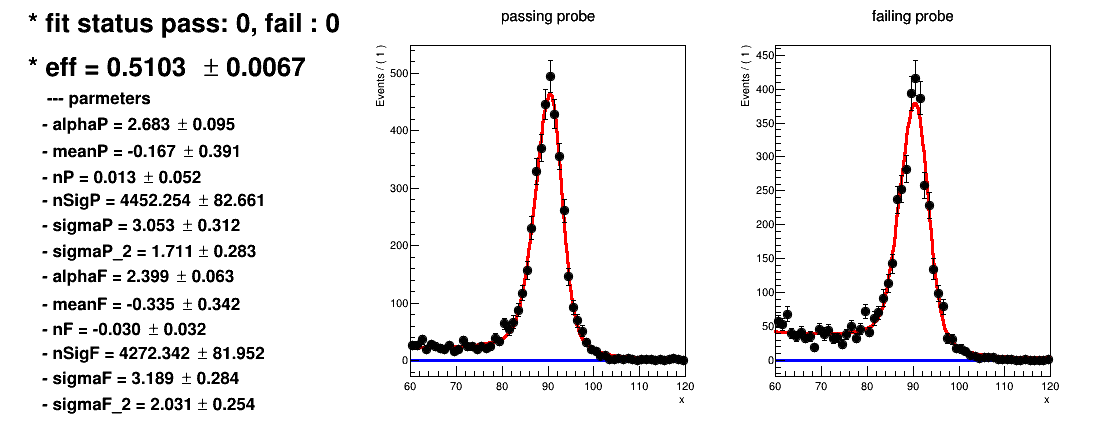 * fit status pass: 0, fail : 0
* eff = 0.5103 ± 0.0067
--- parmeters
- alphaP = 2.683 ± 0.095
- meanP = -0.167 ± 0.391
- nP = 0.013 ± 0.052
- nSigP = 4452.254 ± 82.661
- sigmaP = 3.053 ± 0.312
- sigmaP_2 = 1.711 ± 0.283
- alphaF = 2.399 ± 0.063
- meanF = -0.335 ± 0.342
- nF = -0.030 ± 0.032
- nSigF = 4272.342 ± 81.952
- sigmaF = 3.189 ± 0.284
- sigmaF_2 = 2.031 ± 0.254
passing probe
Events / ( 1 )
500
400
300
200
100
0
60 70 80 90 100 110 120
x
failing probe
Events / ( 1 )
450
400
350
300
250
200
150
100
50
0
60 70 80 90 100 110 120
x